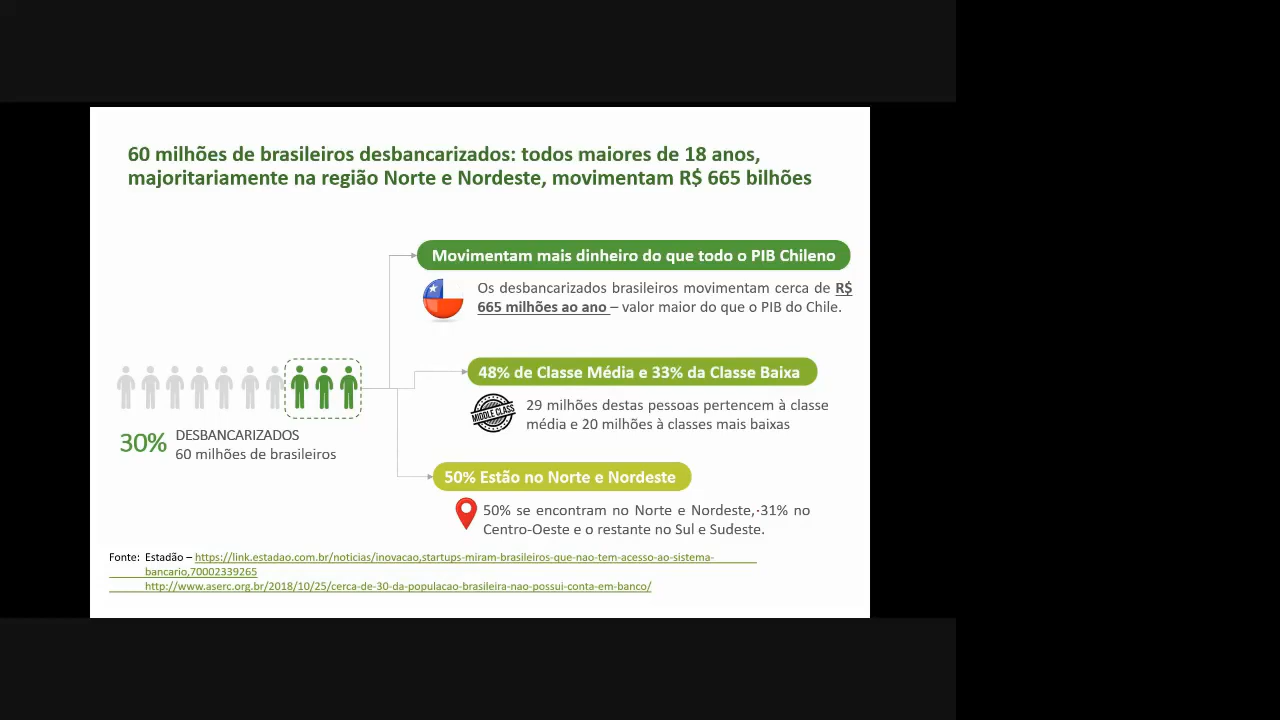 60 milhões de brasileiros desbancarizados: todos maiores de 18 anos,
majoritariamente na região Norte e Nordeste, movimentam R$ 665 bilhões
Movimentam mais dinheiro do que todo o PIB Chileno
Os desbancarizados brasileiros movimentam cerca de R$
665 milhões ao ano – valor maior do que o PIB do Chile.
48% de Classe Média e 33% da Classe Baixa
MIDDLE CLASS
29 milhões destas pessoas pertencem à classe
média e 20 milhões à classes mais baixas
30%
DESBANCARIZADOS
60 milhões de brasileiros
50% Estão no Norte e Nordeste
50% se encontram no Norte e Nordeste,·31% no
Centro-Oeste e o restante no Sul e Sudeste.
Fonte: Estadão – https://link.estadao.com.br/noticias/inovacao,startups-miram-brasileiros-que-nao-tem-acesso-ao-sistema-
bancario,70002339265
http://www.aserc.org.br/2018/10/25/cerca-de-30-da-populacao-brasileira-nao-possui-conta-em-banco/